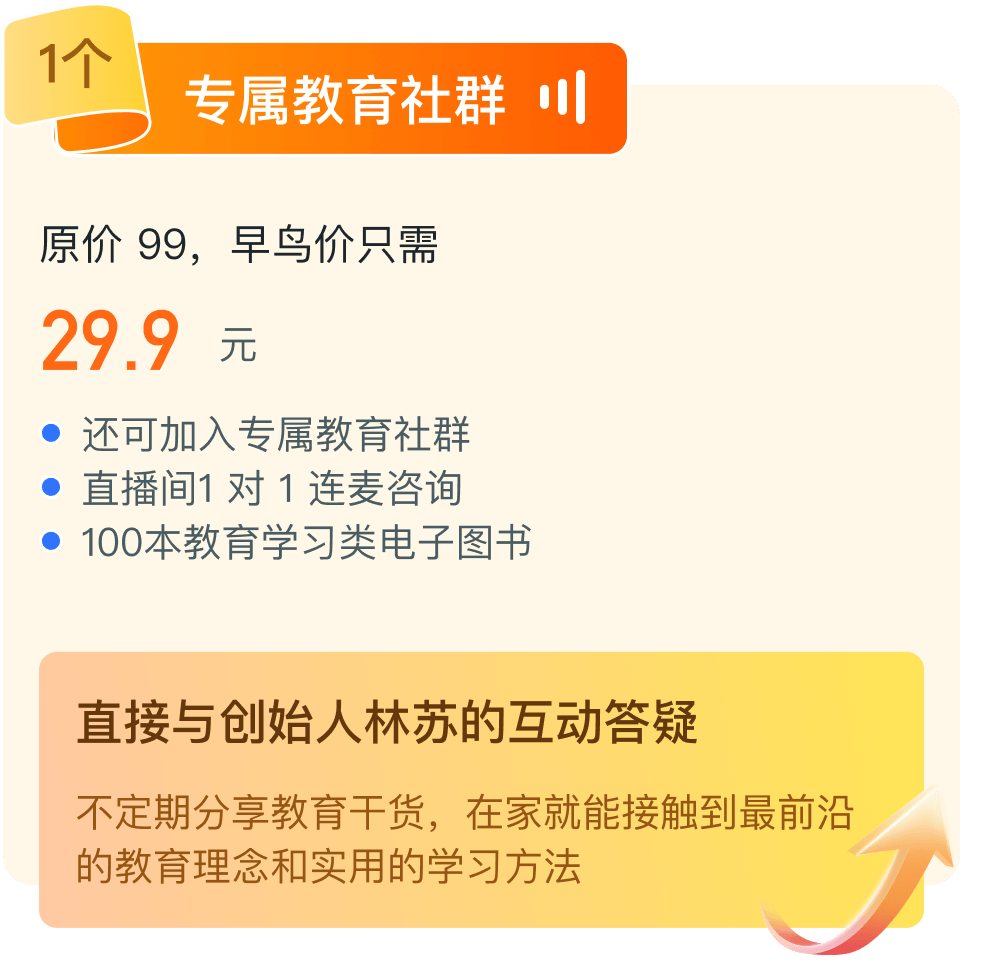 1个
专属教育社群
原价 99，早鸟价只需
29.9 元
还可加入专属教育社群
直播间1 对 1 连麦咨询
100本教育学习类电子图书
直接与创始人林苏的互动答疑
不定期分享教育干货，在家就能接触到最前沿
的教育理念和实用的学习方法